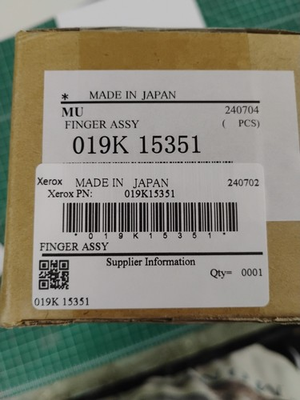 * MADE IN JAPAN
MU 240704
FINGER ASSY ( PCS)
019K 15351
Xerox MADE IN JAPAN 240702
Xerox PN: 019K15351
* 0 1 9 K 1 5 3 5 1 *
FINGER ASSY
Supplier Information
Qty= 0001
019K 15351